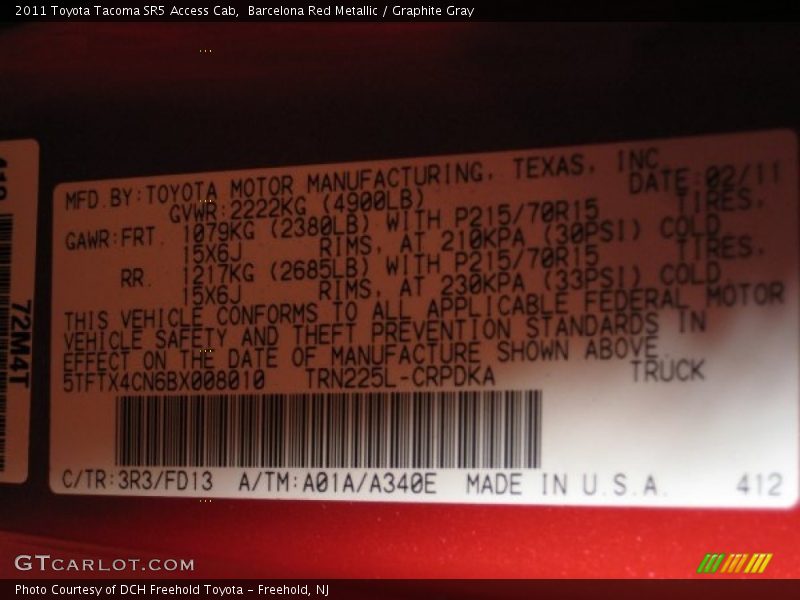 2011 Toyota Tacoma SR5 Access Cab, Barcelona Red Metallic / Graphite Gray
MFD.BY:TOYOTA MOTOR MANUFACTURING, TEXAS, INC.
DATE:02/11
GVWR:2222KG (4900LB)
GAWR:FRT. 1079KG (2380LB) WITH P215/70R15 TIRES,
15X6J RIMS, AT 210KPA (30PSI) COLD
RR. 1217KG (2685LB) WITH P215/70R15 TIRES,
15X6J RIMS, AT 230KPA (33PSI) COLD
THIS VEHICLE CONFORMS TO ALL APPLICABLE FEDERAL MOTOR
VEHICLE SAFETY AND THEFT PREVENTION STANDARDS IN
EFFECT ON THE DATE OF MANUFACTURE SHOWN ABOVE.
5TFTX4CN6BX008010 TRN225L-CRPDKA TRUCK
C/TR:3R3/FD13 A/TM:A01A/A340E MADE IN U.S.A. 412
72M4T
GTCARLOT.COM
Photo Courtesy of DCH Freehold Toyota - Freehold, NJ